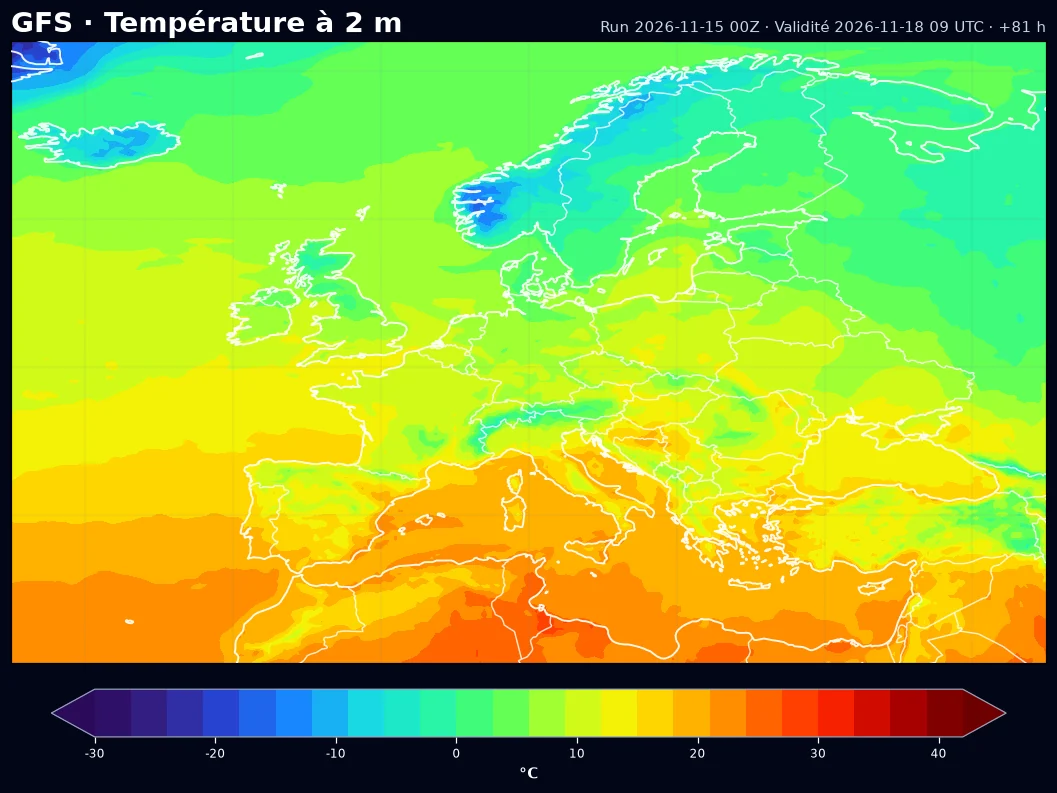 GFS · Température à 2 m
Run 2026-11-15 00Z · Validité 2026-11-18 09 UTC · +81 h
-30 -20 -10 0 10 20 30 40
°C